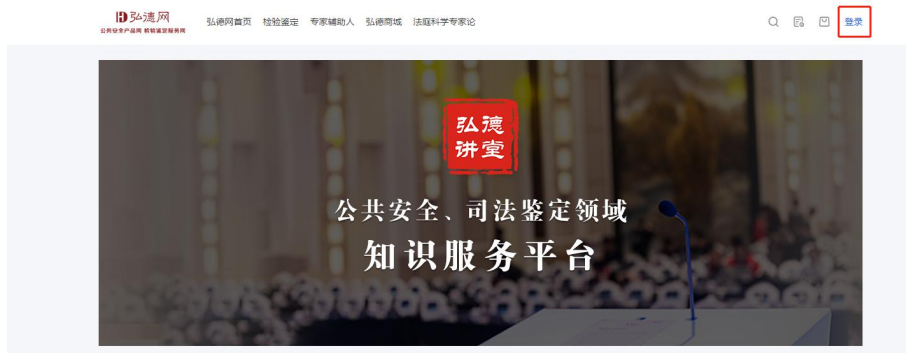 弘德网
公共安全产品网 检验鉴定服务网
弘德网首页 检验鉴定 专家辅助人 弘德商城 法庭科学专家论
登录
弘德
讲堂
公共安全、司法鉴定领域
知识服务平台